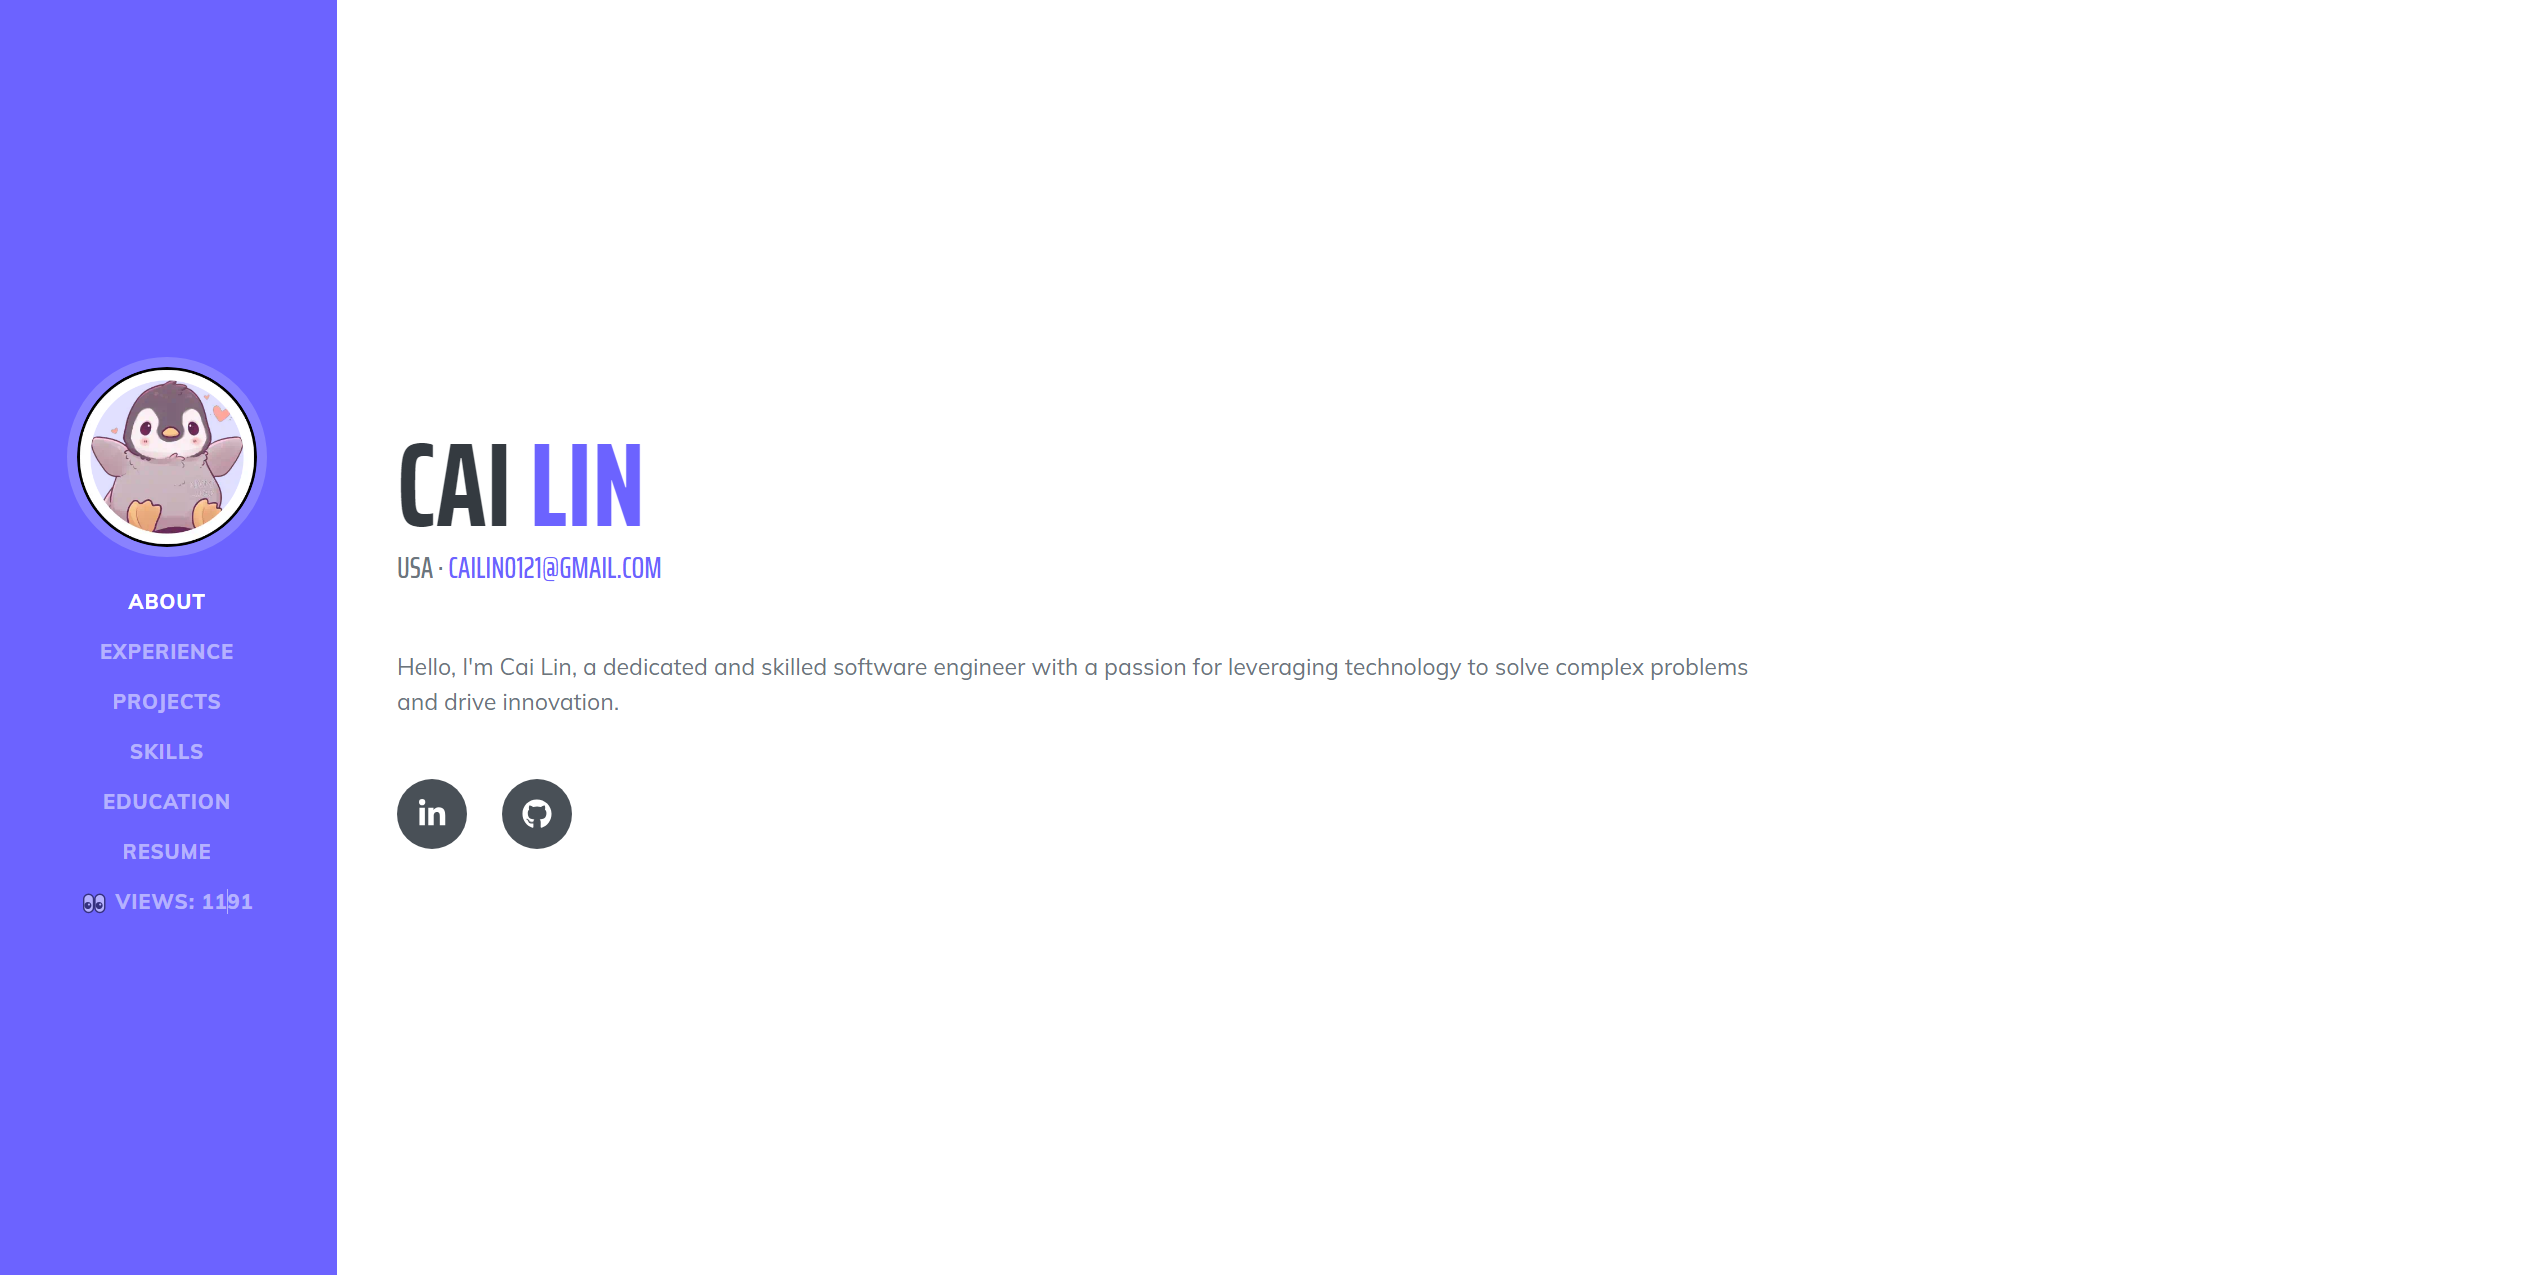 ABOUT
EXPERIENCE
PROJECTS
SKILLS
EDUCATION
RESUME
👀 VIEWS: 1191
CAI LIN
USA · CAILIN0121@GMAIL.COM
Hello, I'm Cai Lin, a dedicated and skilled software engineer with a passion for leveraging technology to solve complex problems
and drive innovation.
in